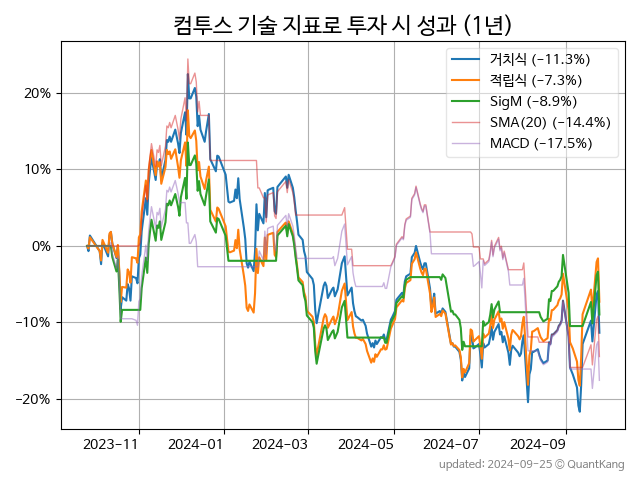 컴투스 기술 지표로 투자 시 성과 (1년)
거치식 (−11.3%)
적립식 (−7.3%)
SigM (−8.9%)
SMA(20) (−14.4%)
MACD (−17.5%)
20%
10%
0%
−10%
−20%
2023−11 2024−01 2024−03 2024−05 2024−07 2024−09
updated: 2024−09−25 © QuantKang